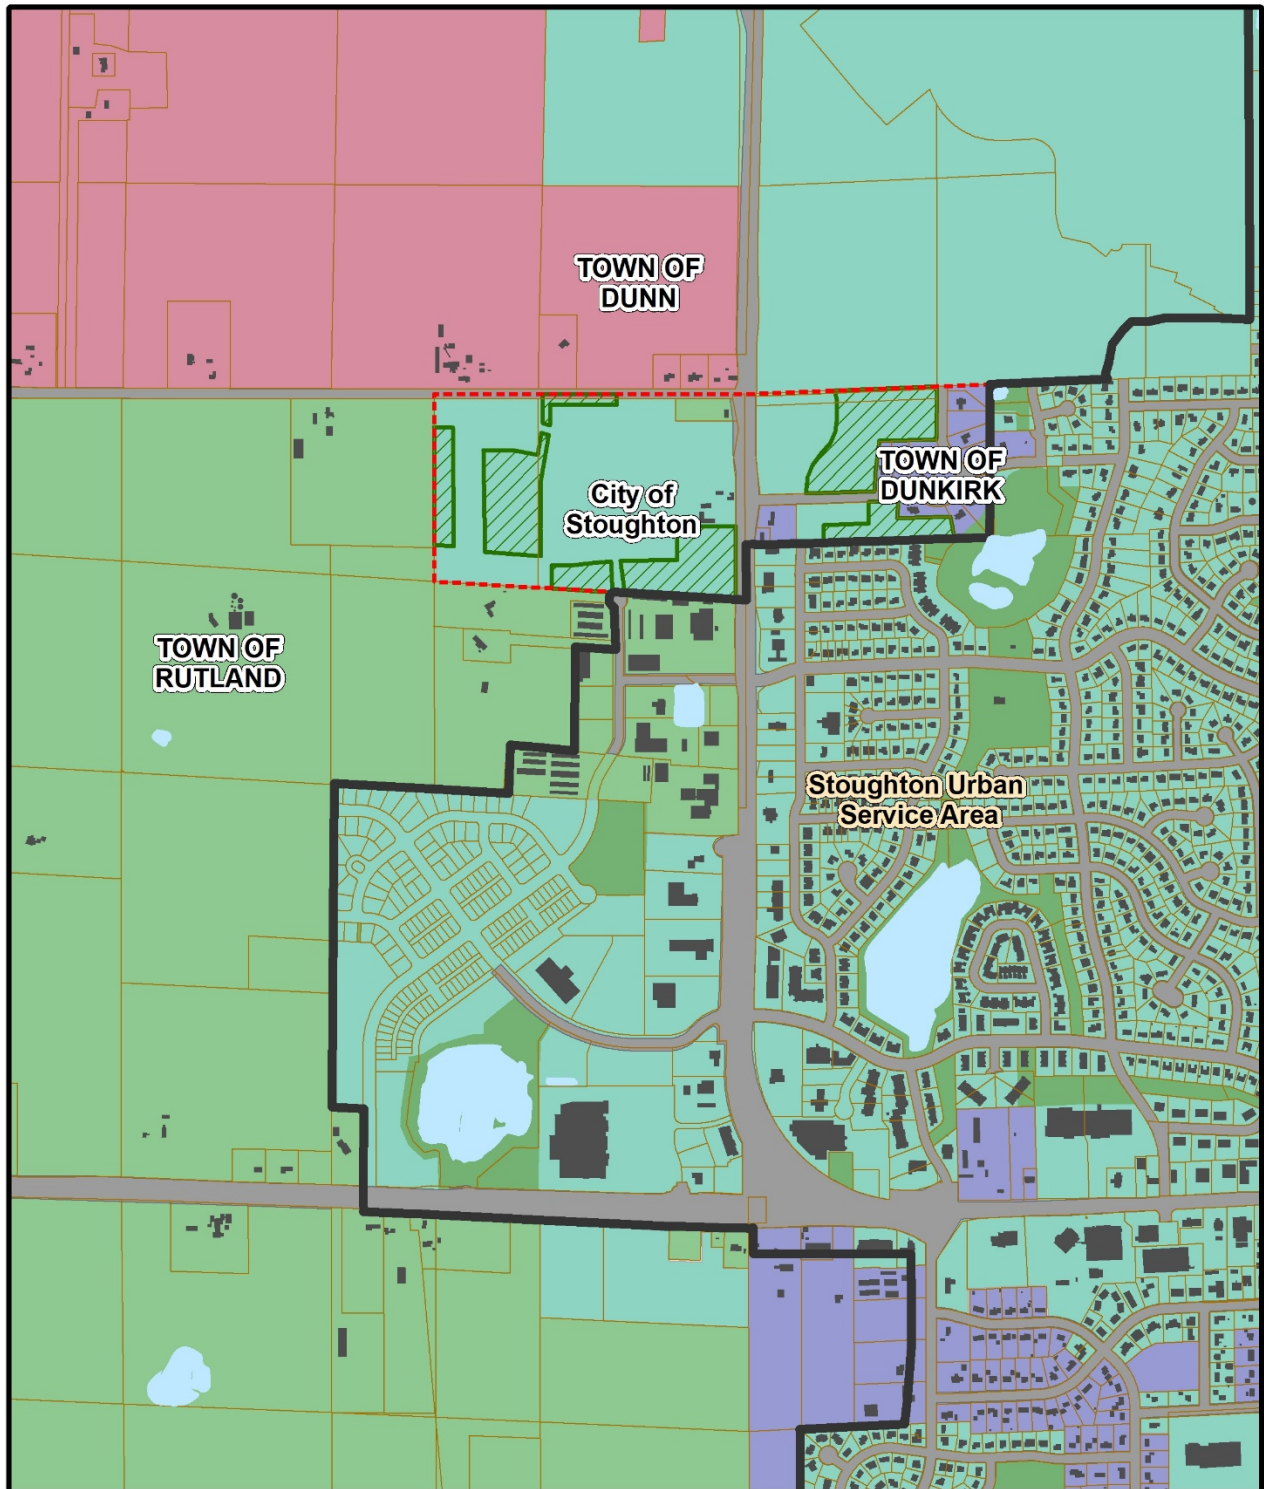 TOWN OF
DUNN
TOWN OF
DUNKIRK
City of
Stoughton
TOWN OF
RUTLAND
Stoughton Urban
Service Area